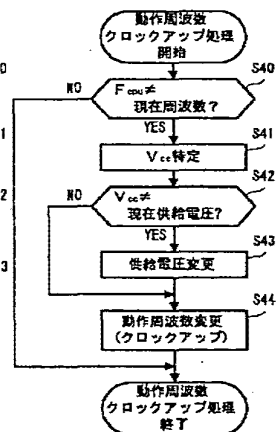 動作周波数
クロックアップ処理
開始
0
S40
NO
Fcpu≠
現在周波数?
1
YES
S41
Vcc特定
S42
2
NO
Vcc≠
現在供給電圧?
YES
S43
3
供給電圧変更
S44
動作周波数変更
(クロックアップ)
動作周波数
クロックアップ処理
終了